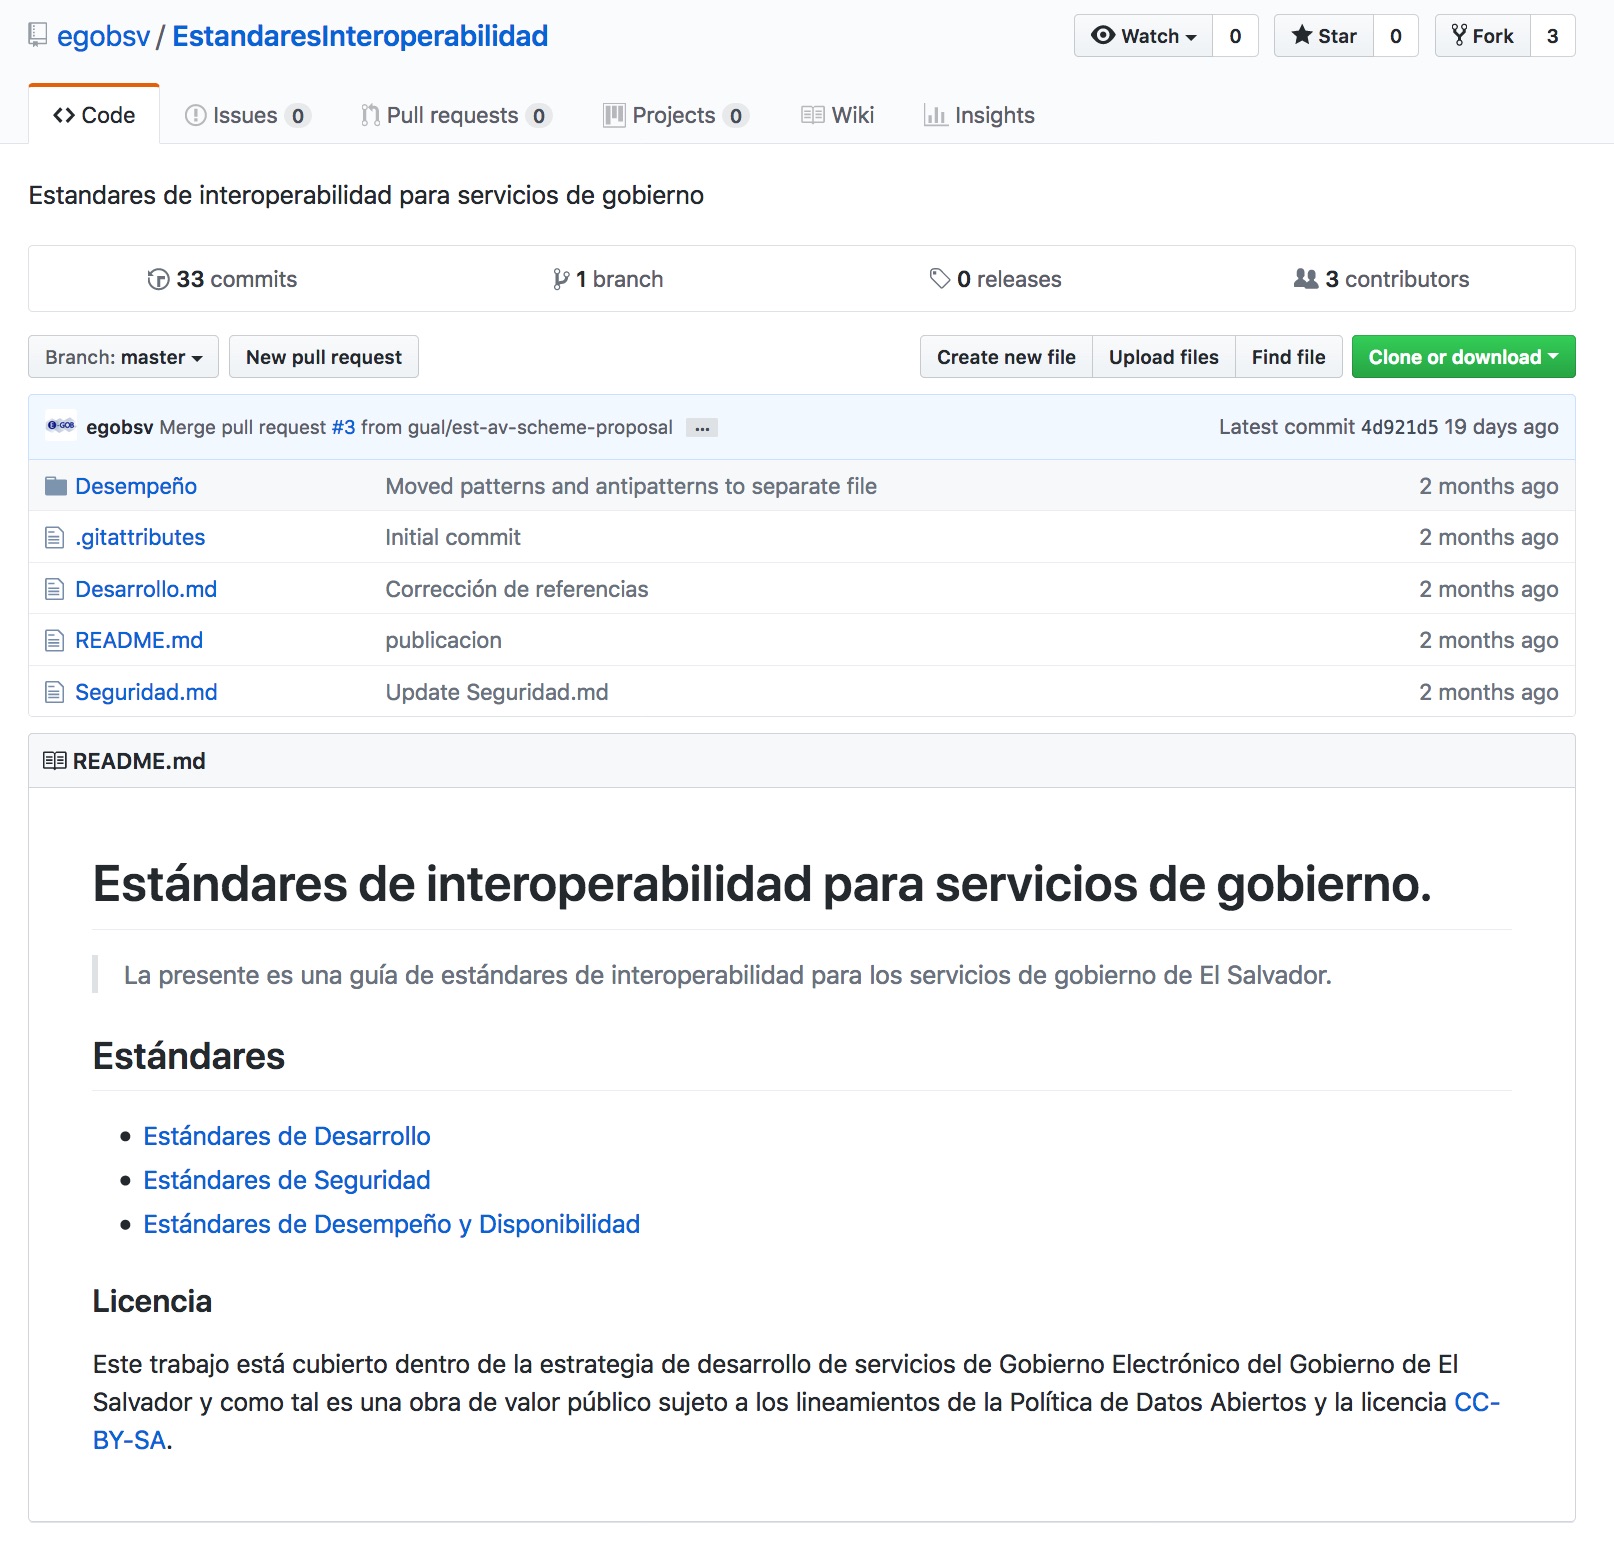 egobsv / EstandaresInteroperabilidad
Watch 0
Star 0
Fork 3
Code
Issues 0
Pull requests 0
Projects 0
Wiki
Insights
Estandares de interoperabilidad para servicios de gobierno
33 commits
1 branch
0 releases
3 contributors
Branch: master
New pull request
Create new file
Upload files
Find file
Clone or download
E-GOB
egobsv Merge pull request #3 from gual/est-av-scheme-proposal ...
Latest commit 4d921d5 19 days ago
Desempeño Moved patterns and antipatterns to separate file 2 months ago
.gitattributes Initial commit 2 months ago
Desarrollo.md Corrección de referencias 2 months ago
README.md publicacion 2 months ago
Seguridad.md Update Seguridad.md 2 months ago
README.md
Estándares de interoperabilidad para servicios de gobierno.
La presente es una guía de estándares de interoperabilidad para los servicios de gobierno de El Salvador.
Estándares
• Estándares de Desarrollo
• Estándares de Seguridad
• Estándares de Desempeño y Disponibilidad
Licencia
Este trabajo está cubierto dentro de la estrategia de desarrollo de servicios de Gobierno Electrónico del Gobierno de El
Salvador y como tal es una obra de valor público sujeto a los lineamientos de la Política de Datos Abiertos y la licencia CC-
BY-SA.